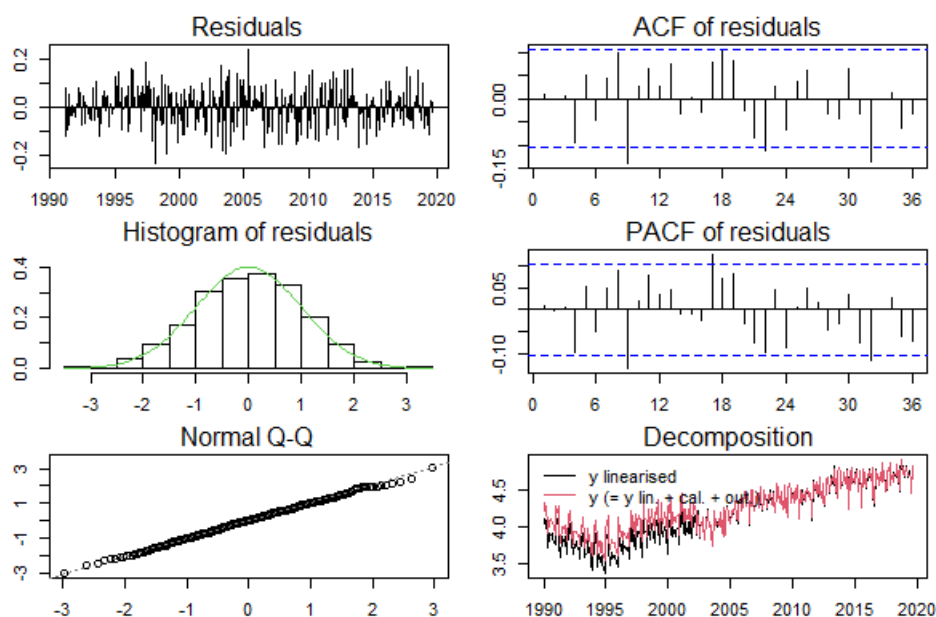 Residuals
0.2
0.0
-0.2
1990 1995 2000 2005 2010 2015 2020
ACF of residuals
0.00
-0.15
0 6 12 18 24 30 36
Histogram of residuals
0.4
0.2
0.0
-3 -2 -1 0 1 2 3
PACF of residuals
0.05
-0.10
0 6 12 18 24 30 36
Normal Q-Q
3
1
-1
-3
-3 -2 -1 0 1 2 3
Decomposition
y linearised
y (= y lin. + cal. + out.)
4.5
4.0
3.5
1990 1995 2000 2005 2010 2015 2020